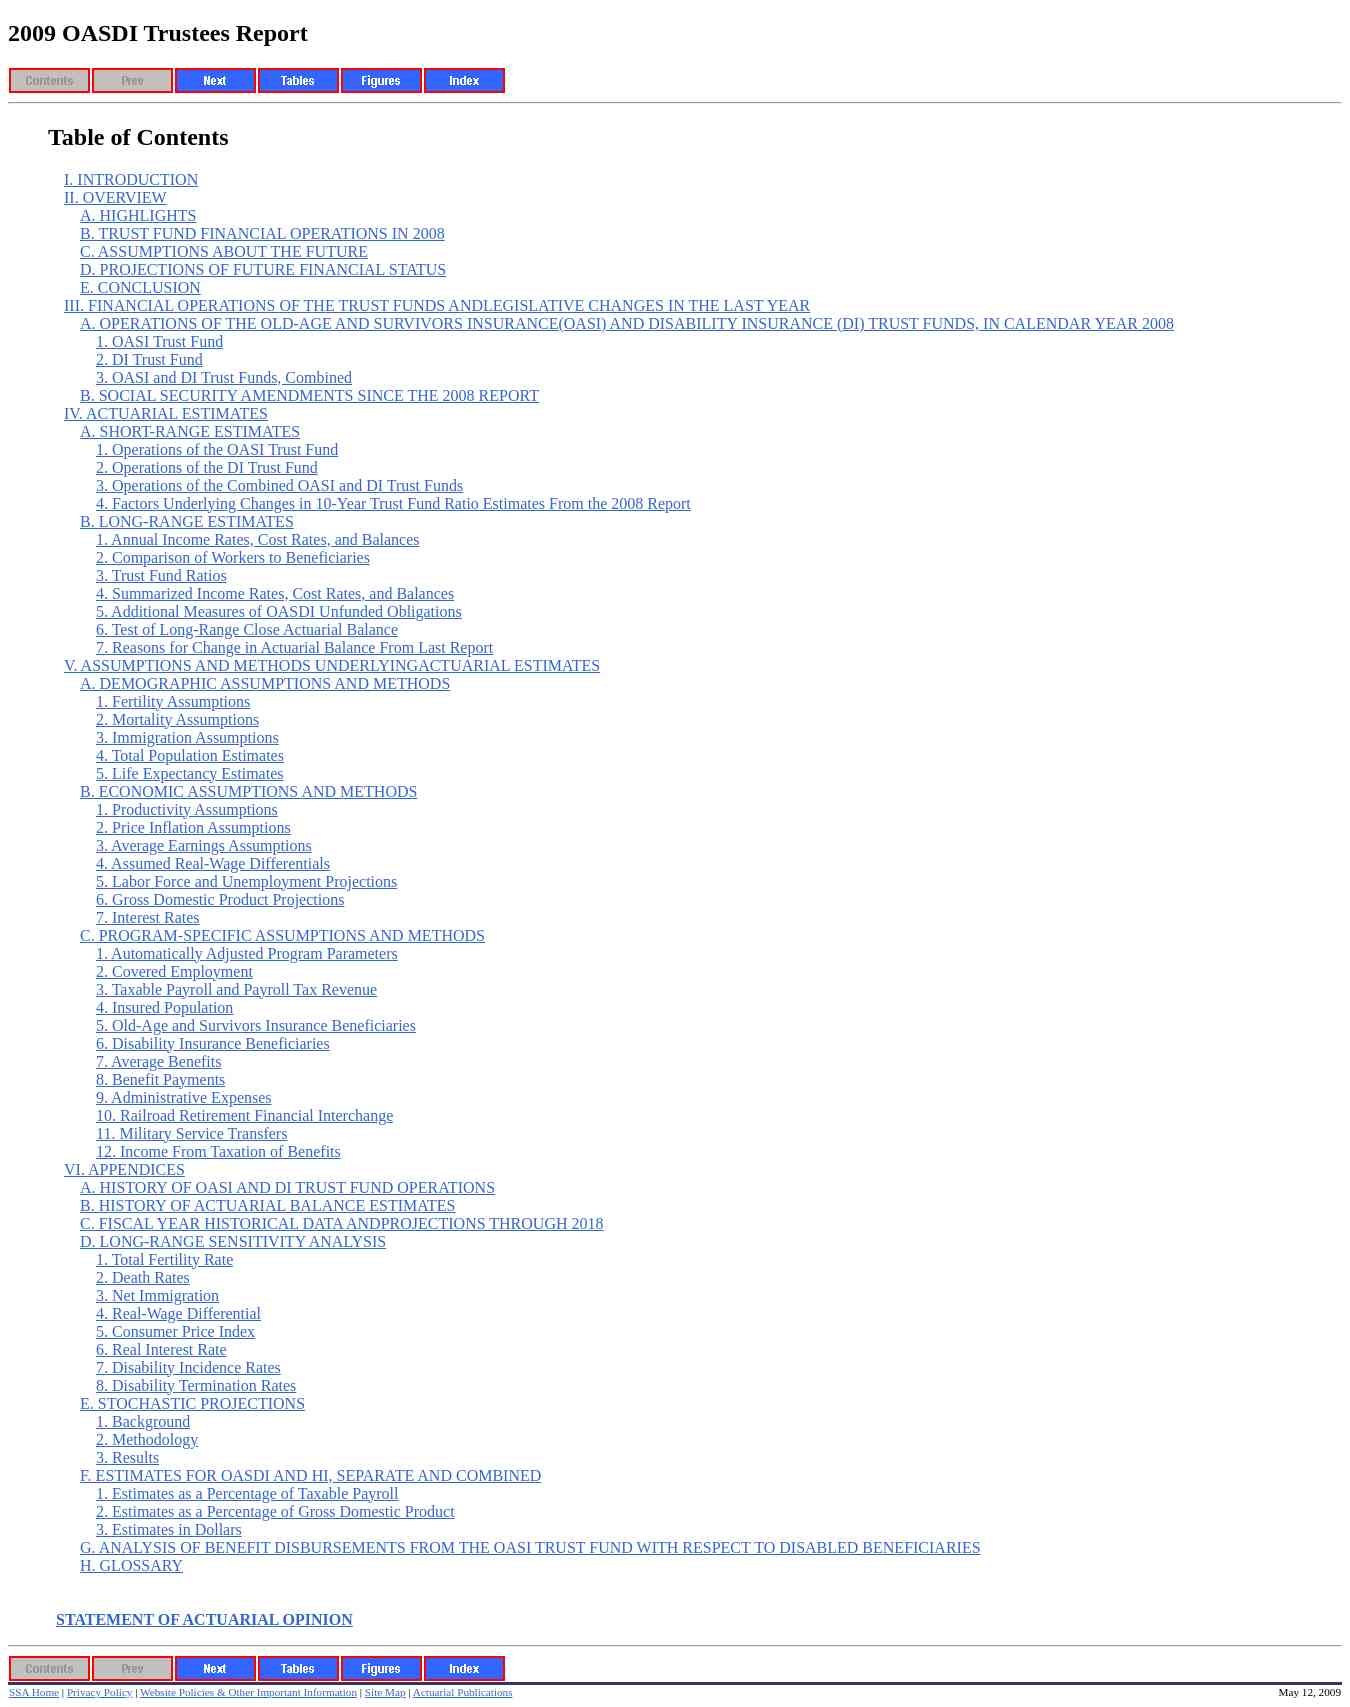 2009 OASDI Trustees Report
Contents Prev Next Tables Figures Index
Table of Contents
I. INTRODUCTION
II. OVERVIEW
A. HIGHLIGHTS
B. TRUST FUND FINANCIAL OPERATIONS IN 2008
C. ASSUMPTIONS ABOUT THE FUTURE
D. PROJECTIONS OF FUTURE FINANCIAL STATUS
E. CONCLUSION
III. FINANCIAL OPERATIONS OF THE TRUST FUNDS ANDLEGISLATIVE CHANGES IN THE LAST YEAR
A. OPERATIONS OF THE OLD-AGE AND SURVIVORS INSURANCE(OASI) AND DISABILITY INSURANCE (DI) TRUST FUNDS, IN CALENDAR YEAR 2008
1. OASI Trust Fund
2. DI Trust Fund
3. OASI and DI Trust Funds, Combined
B. SOCIAL SECURITY AMENDMENTS SINCE THE 2008 REPORT
IV. ACTUARIAL ESTIMATES
A. SHORT-RANGE ESTIMATES
1. Operations of the OASI Trust Fund
2. Operations of the DI Trust Fund
3. Operations of the Combined OASI and DI Trust Funds
4. Factors Underlying Changes in 10-Year Trust Fund Ratio Estimates From the 2008 Report
B. LONG-RANGE ESTIMATES
1. Annual Income Rates, Cost Rates, and Balances
2. Comparison of Workers to Beneficiaries
3. Trust Fund Ratios
4. Summarized Income Rates, Cost Rates, and Balances
5. Additional Measures of OASDI Unfunded Obligations
6. Test of Long-Range Close Actuarial Balance
7. Reasons for Change in Actuarial Balance From Last Report
V. ASSUMPTIONS AND METHODS UNDERLYINGACTUARIAL ESTIMATES
A. DEMOGRAPHIC ASSUMPTIONS AND METHODS
1. Fertility Assumptions
2. Mortality Assumptions
3. Immigration Assumptions
4. Total Population Estimates
5. Life Expectancy Estimates
B. ECONOMIC ASSUMPTIONS AND METHODS
1. Productivity Assumptions
2. Price Inflation Assumptions
3. Average Earnings Assumptions
4. Assumed Real-Wage Differentials
5. Labor Force and Unemployment Projections
6. Gross Domestic Product Projections
7. Interest Rates
C. PROGRAM-SPECIFIC ASSUMPTIONS AND METHODS
1. Automatically Adjusted Program Parameters
2. Covered Employment
3. Taxable Payroll and Payroll Tax Revenue
4. Insured Population
5. Old-Age and Survivors Insurance Beneficiaries
6. Disability Insurance Beneficiaries
7. Average Benefits
8. Benefit Payments
9. Administrative Expenses
10. Railroad Retirement Financial Interchange
11. Military Service Transfers
12. Income From Taxation of Benefits
VI. APPENDICES
A. HISTORY OF OASI AND DI TRUST FUND OPERATIONS
B. HISTORY OF ACTUARIAL BALANCE ESTIMATES
C. FISCAL YEAR HISTORICAL DATA ANDPROJECTIONS THROUGH 2018
D. LONG-RANGE SENSITIVITY ANALYSIS
1. Total Fertility Rate
2. Death Rates
3. Net Immigration
4. Real-Wage Differential
5. Consumer Price Index
6. Real Interest Rate
7. Disability Incidence Rates
8. Disability Termination Rates
E. STOCHASTIC PROJECTIONS
1. Background
2. Methodology
3. Results
F. ESTIMATES FOR OASDI AND HI, SEPARATE AND COMBINED
1. Estimates as a Percentage of Taxable Payroll
2. Estimates as a Percentage of Gross Domestic Product
3. Estimates in Dollars
G. ANALYSIS OF BENEFIT DISBURSEMENTS FROM THE OASI TRUST FUND WITH RESPECT TO DISABLED BENEFICIARIES
H. GLOSSARY
STATEMENT OF ACTUARIAL OPINION
Contents Prev Next Tables Figures Index
SSA Home | Privacy Policy | Website Policies & Other Important Information | Site Map | Actuarial Publications May 12, 2009